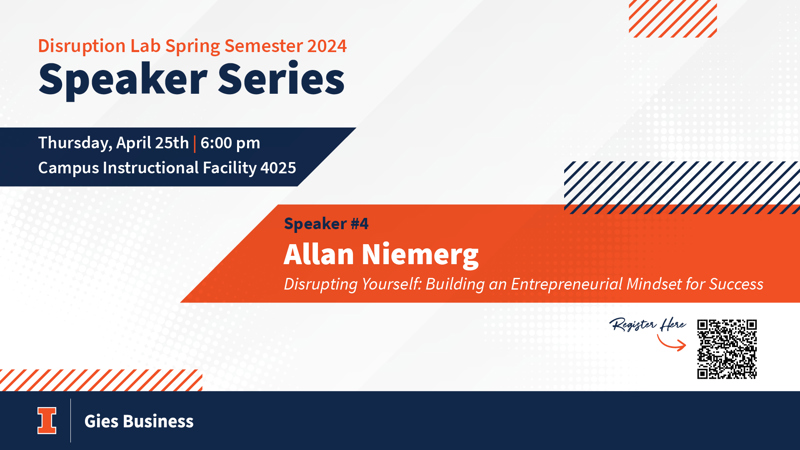 Disruption Lab Spring Semester 2024
Speaker Series
Thursday, April 25th | 6:00 pm
Campus Instructional Facility 4025
Speaker #4
Allan Niemerg
Disrupting Yourself: Building an Entrepreneurial Mindset for Success
Register Here
I
Gies Business